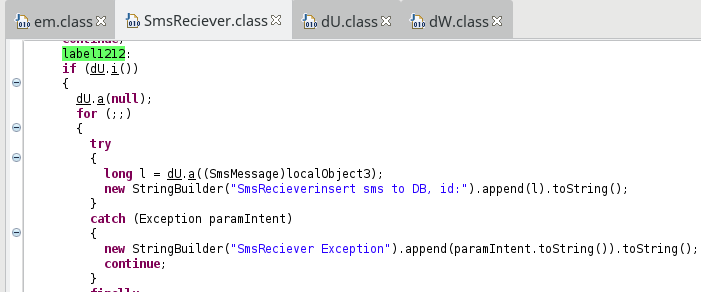 em.class SmsReciever.class dU.class dW.class
continue;
label1212:
if (dU.i())
{
dU.a(null);
for (;;)
{
try
{
long l = dU.a((SmsMessage)localObject3);
new StringBuilder("SmsRecieverinsert sms to DB, id:").append(l).toString();
}
catch (Exception paramIntent)
{
new StringBuilder("SmsReciever Exception").append(paramIntent.toString()).toString();
continue;
}
finally